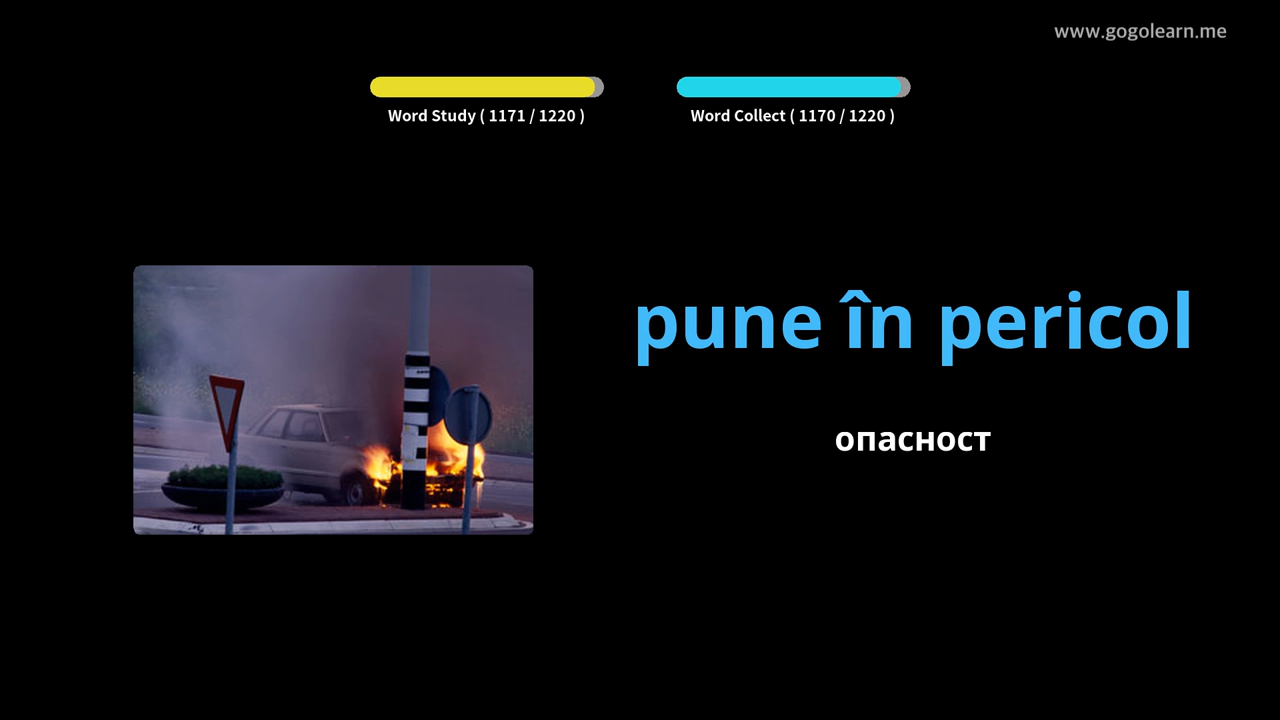 www.gogolearn.me
Word Study ( 1171 / 1220 )
Word Collect ( 1170 / 1220 )
pune în pericol
опасност